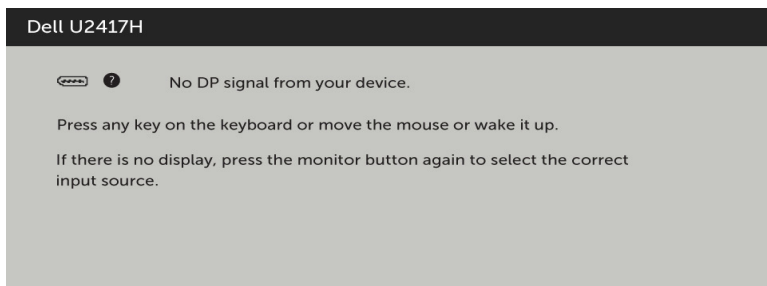 Dell U2417H
? No DP signal from your device.
Press any key on the keyboard or move the mouse or wake it up.
If there is no display, press the monitor button again to select the correct
input source.